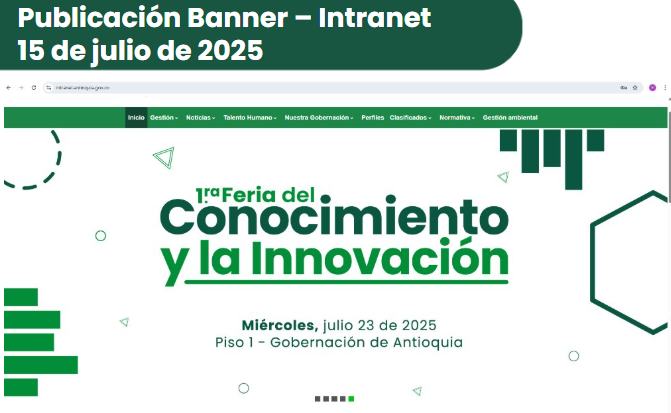 Publicación Banner – Intranet
15 de julio de 2025
intranet.antioquia.gov.co
Inicio Gestión Noticias Talento Humano Nuestra Gobernación Perfiles Clasificados Normativa Gestión ambiental
1.ra Feria del
Conocimiento
y la Innovación
Miércoles, julio 23 de 2025
Piso 1 - Gobernación de Antioquia